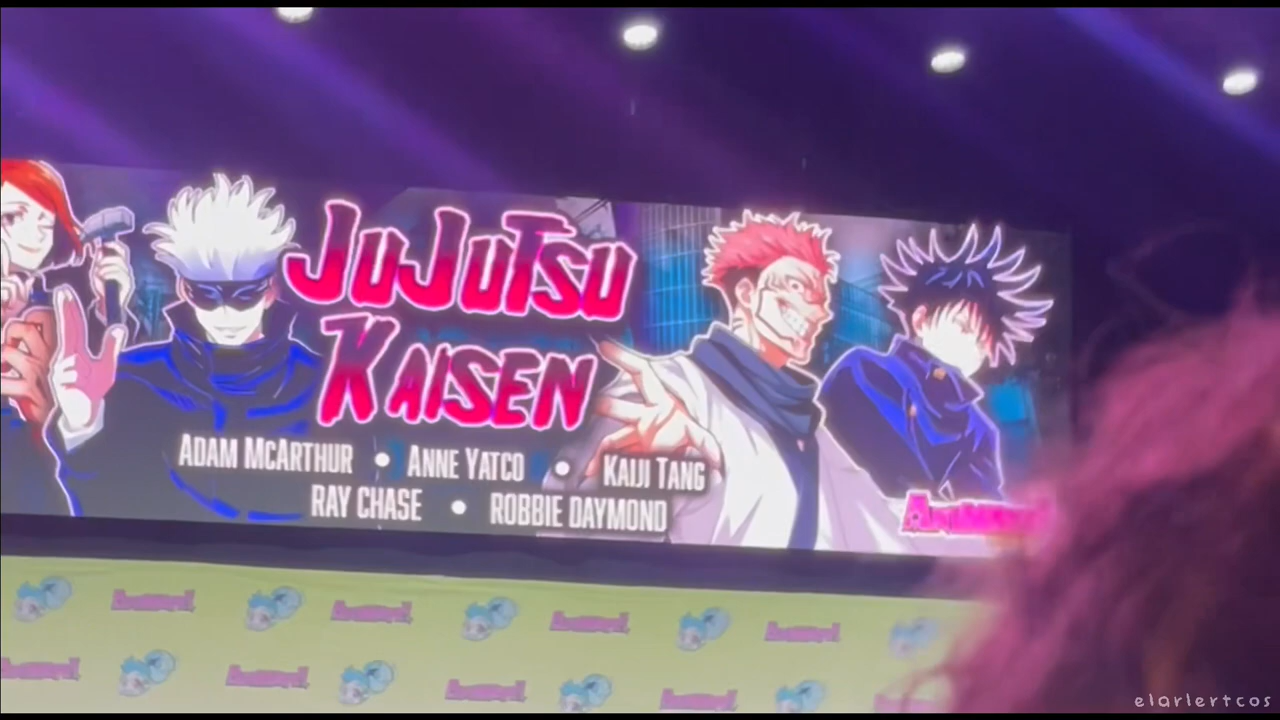 JUJUTSU
KAISEN
ADAM MCARTHUR • ANNE YATCO • KAIJI TANG
RAY CHASE • ROBBIE DAYMOND
elarlertcos